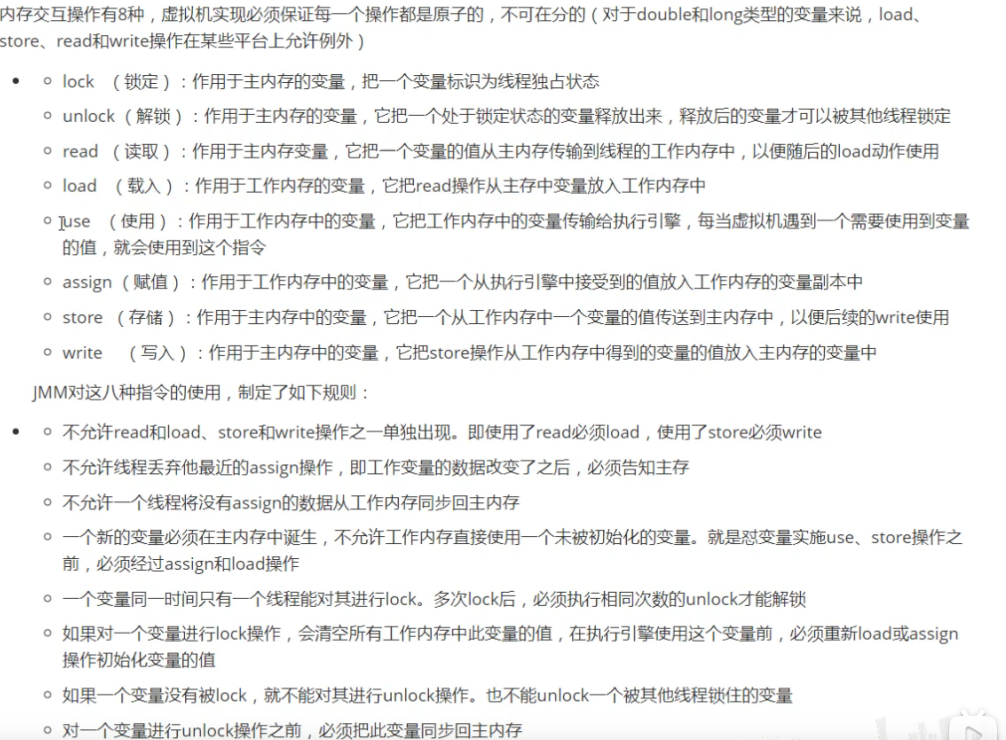 内存交互操作有8种，虚拟机实现必须保证每一个操作都是原子的，不可在分的（对于double和long类型的变量来说，load、
store、read和write操作在某些平台上允许例外）
lock （锁定）：作用于主内存的变量，把一个变量标识为线程独占状态
unlock（解锁）：作用于主内存的变量，它把一个处于锁定状态的变量释放出来，释放后的变量才可以被其他线程锁定
read （读取）：作用于主内存变量，它把一个变量的值从主内存传输到线程的工作内存中，以便随后的load动作使用
load （载入）：作用于工作内存的变量，它把read操作从主存中变量放入工作内存中
use （使用）：作用于工作内存中的变量，它把工作内存中的变量传输给执行引擎，每当虚拟机遇到一个需要使用到变量
的值，就会使用到这个指令
assign（赋值）：作用于工作内存中的变量，它把一个从执行引擎中接受到的值放入工作内存的变量副本中
store （存储）：作用于主内存中的变量，它把一个从工作内存中一个变量的值传送到主内存中，以便后续的write使用
write （写入）：作用于主内存中的变量，它把store操作从工作内存中得到的变量的值放入主内存的变量中
JMM对这八种指令的使用，制定了如下规则：
不允许read和load、store和write操作之一单独出现。即使用了read必须load，使用了store必须write
不允许线程丢弃他最近的assign操作，即工作变量的数据改变了之后，必须告知主存
不允许一个线程将没有assign的数据从工作内存同步回主内存
一个新的变量必须在主内存中诞生，不允许工作内存直接使用一个未被初始化的变量。就是怼变量实施use、store操作之
前，必须经过assign和load操作
一个变量同一时间只有一个线程能对其进行lock。多次lock后，必须执行相同次数的unlock才能解锁
如果对一个变量进行lock操作，会清空所有工作内存中此变量的值，在执行引擎使用这个变量前，必须重新load或assign
操作初始化变量的值
如果一个变量没有被lock，就不能对其进行unlock操作。也不能unlock一个被其他线程锁住的变量
对一个变量进行unlock操作之前，必须把此变量同步回主内存